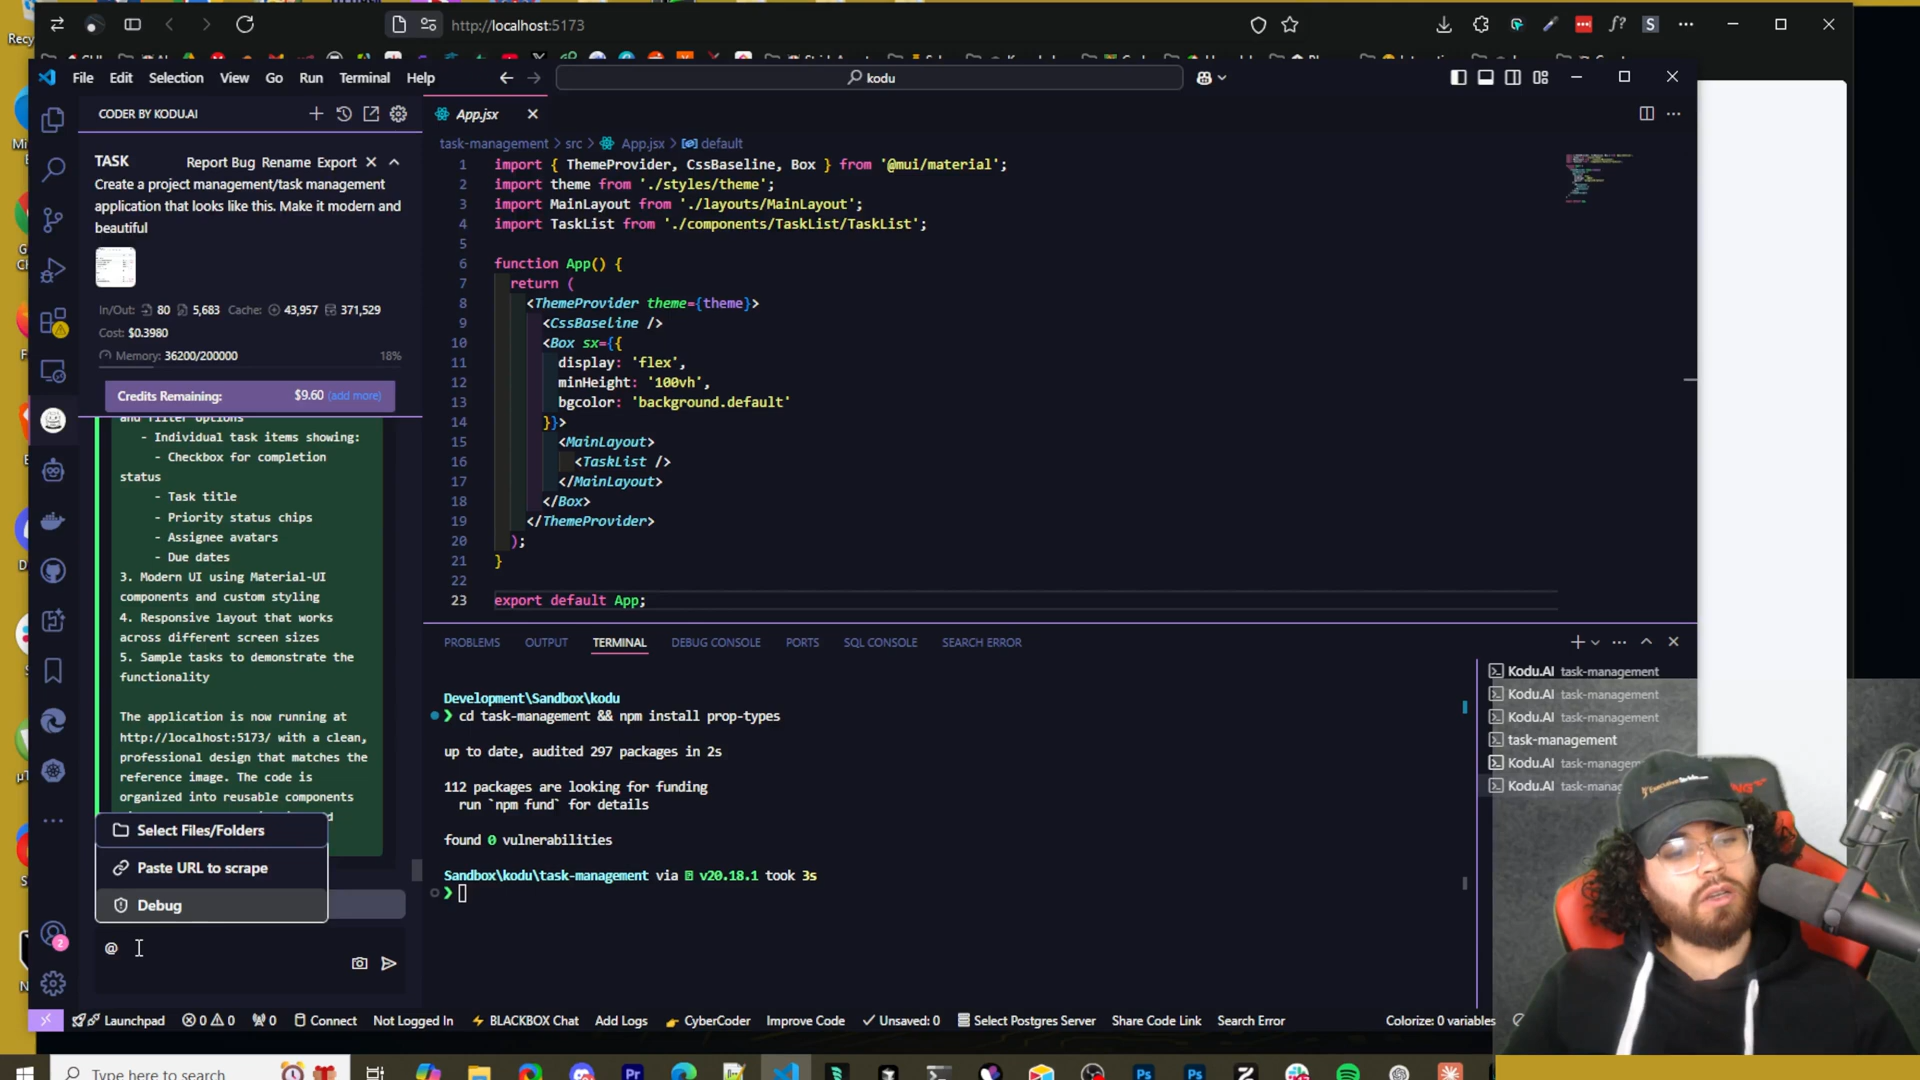 http://localhost:5173
File Edit Selection View Go Run Terminal Help
kodu
CODER BY KODU.AI
TASK
Report Bug Rename Export
Create a project management/task management
application that looks like this. Make it modern and
beautiful
In/Out: 80 5,683 Cache: 43,957 371,529
Cost: $0.3980
Memory: 36200/200000 18%
Credits Remaining: $9.60 (add more)
and filter options
- Individual task items showing:
- Checkbox for completion
status
- Task title
- Priority status chips
- Assignee avatars
- Due dates
3. Modern UI using Material-UI
components and custom styling
4. Responsive layout that works
across different screen sizes
5. Sample tasks to demonstrate the
functionality
The application is now running at
http://localhost:5173/ with a clean,
professional design that matches the
reference image. The code is
organized into reusable components
Select Files/Folders
Paste URL to scrape
Debug
@
App.jsx
task-management > src > App.jsx > default
1 import { ThemeProvider, CssBaseline, Box } from '@mui/material';
2 import theme from './styles/theme';
3 import MainLayout from './layouts/MainLayout';
4 import TaskList from './components/TaskList/TaskList';
5
6 function App() {
7 return (
8 <ThemeProvider theme={theme}>
9 <CssBaseline />
10 <Box sx={{
11 display: 'flex',
12 minHeight: '100vh',
13 bgcolor: 'background.default'
14 }}>
15 <MainLayout>
16 <TaskList />
17 </MainLayout>
18 </Box>
19 </ThemeProvider>
20 );
21 }
22
23 export default App;
PROBLEMS OUTPUT TERMINAL DEBUG CONSOLE PORTS SQL CONSOLE SEARCH ERROR
Development\Sandbox\kodu
❯ cd task-management && npm install prop-types
up to date, audited 297 packages in 2s
112 packages are looking for funding
run `npm fund` for details
found 0 vulnerabilities
Sandbox\kodu\task-management via v20.18.1 took 3s
❯
Kodu.AI task-management
Kodu.AI task-management
Kodu.AI task-management
task-management
Kodu.AI task-manageme
Kodu.AI task-manag
2
Launchpad 0 0 0 Connect Not Logged In BLACKBOX Chat Add Logs CyberCoder Improve Code Unsaved: 0 Select Postgres Server Share Code Link Search Error Colorize: 0 variables
Type here to search